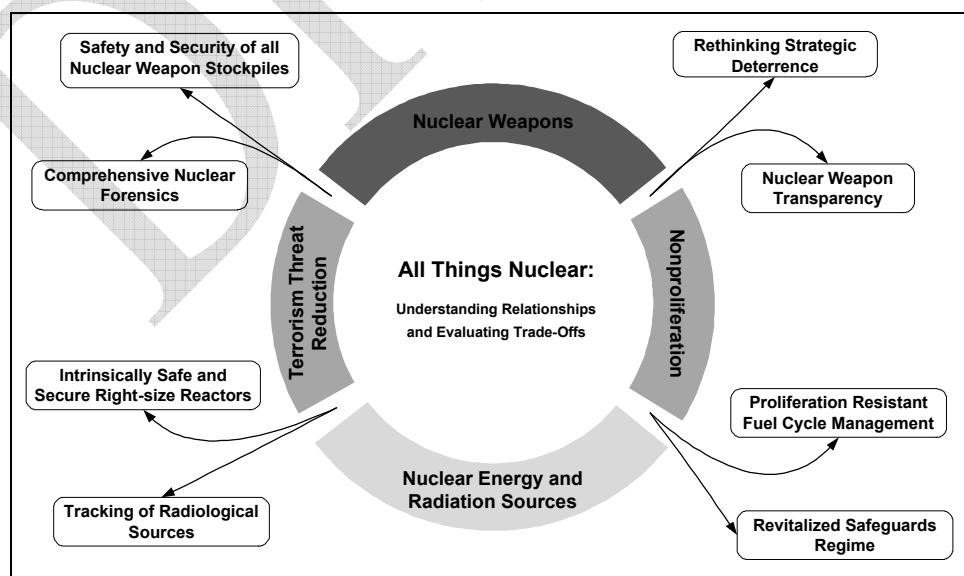 Safety and Security of all
Nuclear Weapon Stockpiles
Rethinking Strategic
Deterrence
Nuclear Weapons
Comprehensive Nuclear
Forensics
Nuclear Weapon
Transparency
Terrorism Threat
Reduction
All Things Nuclear:
Understanding Relationships
and Evaluating Trade-Offs
Nonproliferation
Intrinsically Safe and
Secure Right-size Reactors
Proliferation Resistant
Fuel Cycle Management
Nuclear Energy and
Radiation Sources
Tracking of Radiological
Sources
Revitalized Safeguards
Regime